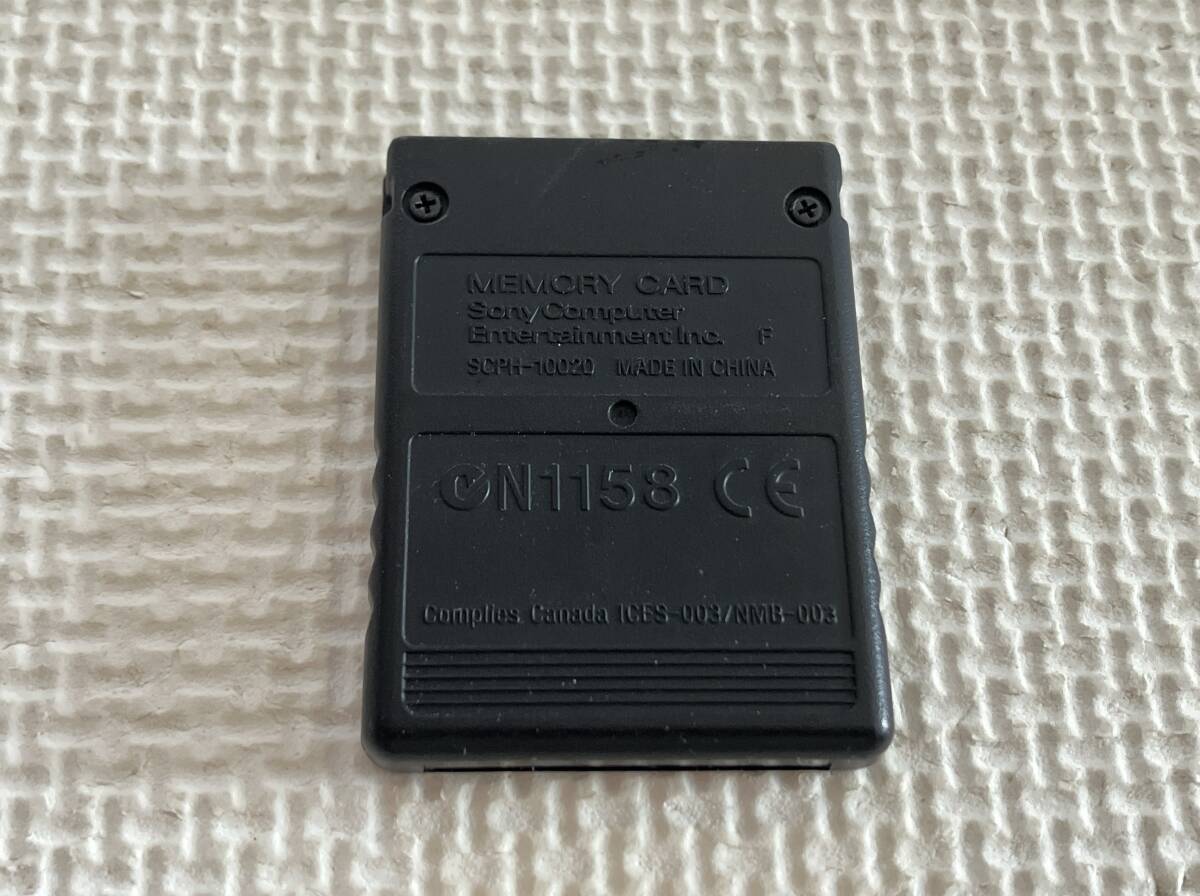 MEMORY CARD
Sony Computer
Entertainment Inc. F
SCPH-10020 MADE IN CHINA
N1158 CE
Complies Canada ICES-003/NMB-003